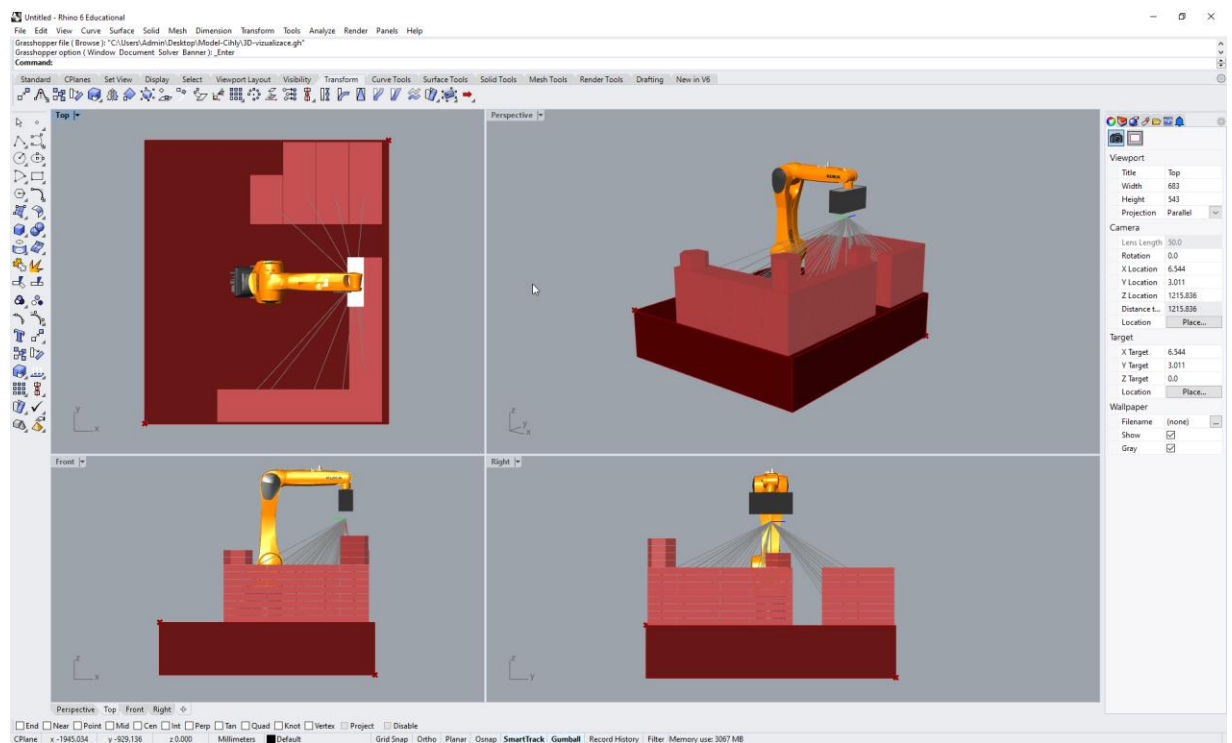 Untitled - Rhino 6 Educational
File Edit View Curve Surface Solid Mesh Dimension Transform Tools Analyze Render Panels Help
Grasshopper file ( Browse ): "C:\Users\Admin\Desktop\Model-Cihly\3D-vizualizace.gh"
Grasshopper option ( Window Document Solver Banner ): _Enter
Command:
Standard CPlanes Set View Display Select Viewport Layout Visibility Transform Curve Tools Surface Tools Solid Tools Mesh Tools Render Tools Drafting New in V6
Top
Perspective
Viewport
Title Top
Width 683
Height 543
Projection Parallel
Camera
Lens Length 50.0
Rotation 0.0
X Location 6.544
Y Location 3.011
Z Location 1215.836
Distance t... 1215.836
Location Place...
Target
X Target 6.544
Y Target 3.011
Z Target 0.0
Location Place...
Wallpaper
Filename (none) ...
Show
Gray
y
x
z
y
x
Front
Right
z
x
z
y
Perspective Top Front Right
End Near Point Mid Cen Int Perp Tan Quad Knot Vertex Project Disable
CPlane x -1945.034 y -929.136 z 0.000 Millimeters Default Grid Snap Ortho Planar Osnap SmartTrack Gumball Record History Filter Memory use: 3067 MB